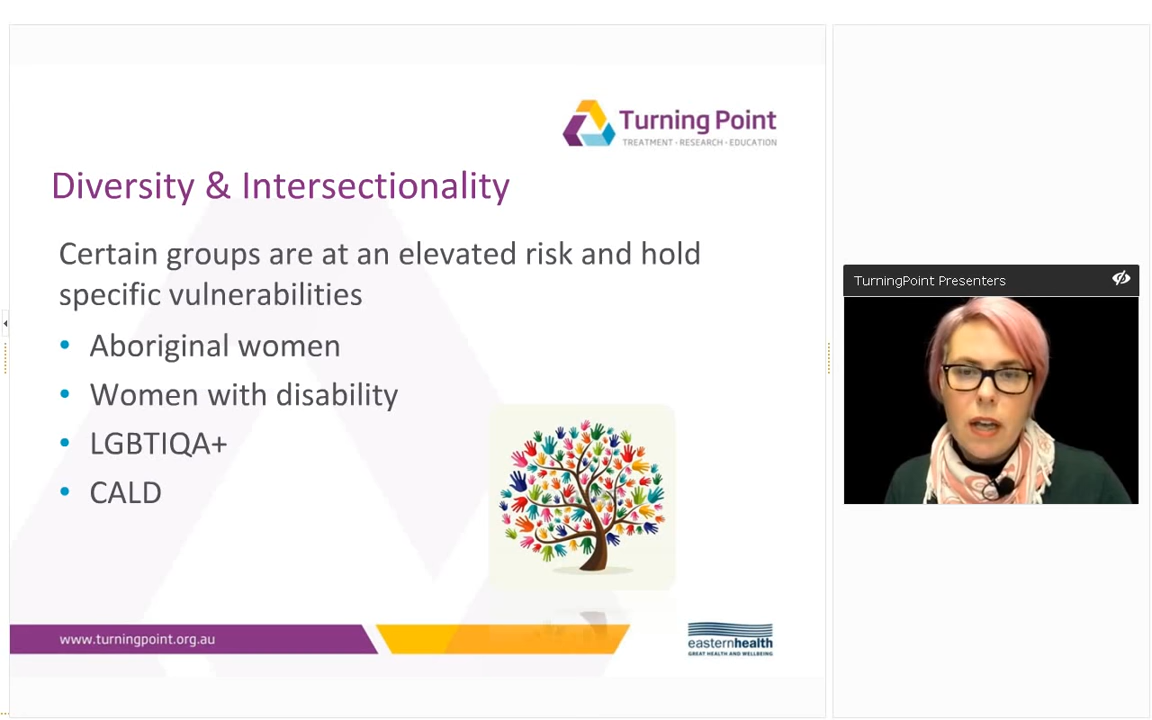 Turning Point
TREATMENT · RESEARCH · EDUCATION
Diversity & Intersectionality
Certain groups are at an elevated risk and hold
specific vulnerabilities
• Aboriginal women
• Women with disability
• LGBTIQA+
• CALD
www.turningpoint.org.au
easternhealth
GREAT HEALTH AND WELLBEING
TurningPoint Presenters